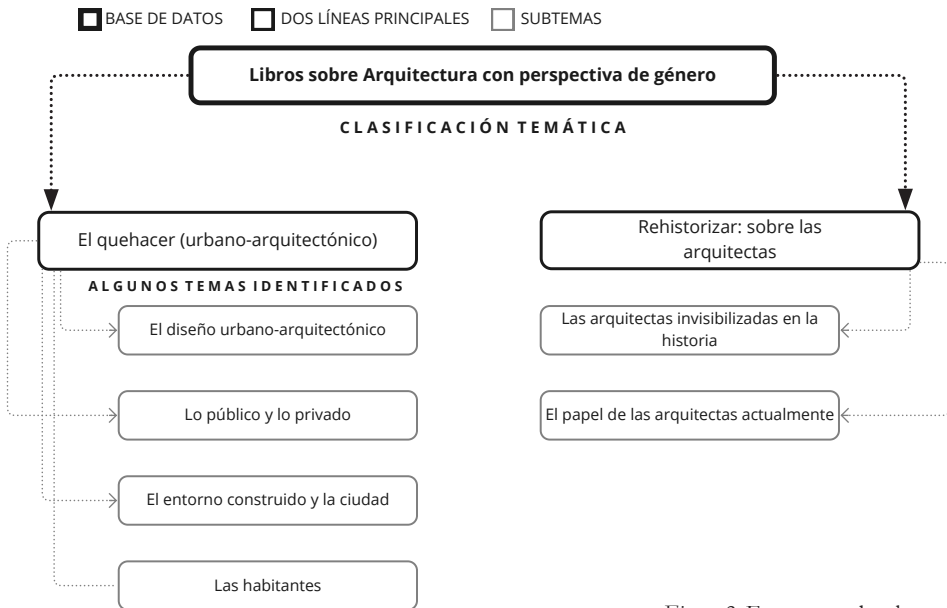 BASE DE DATOS DOS LÍNEAS PRINCIPALES SUBTEMAS
Libros sobre Arquitectura con perspectiva de género
CLASIFICACIÓN TEMÁTICA
El quehacer (urbano-arquitectónico)
ALGUNOS TEMAS IDENTIFICADOS
El diseño urbano-arquitectónico
Lo público y lo privado
El entorno construido y la ciudad
Las habitantes
Rehistorizar: sobre las
arquitectas
Las arquitectas invisibilizadas en la
historia
El papel de las arquitectas actualmente